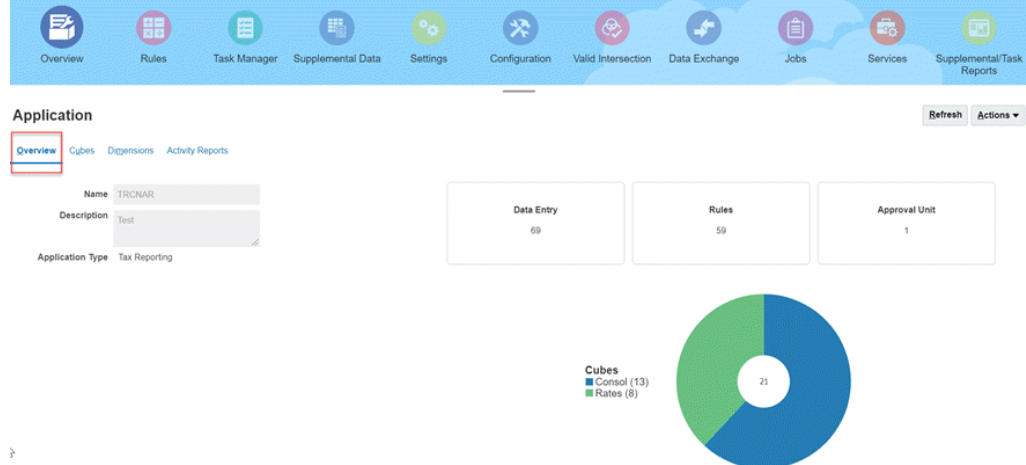 Overview Rules Task Manager Supplemental Data Settings Configuration Valid Intersection Data Exchange Jobs Services Supplemental/Task
Reports
Application
Refresh Actions
Overview Cubes Dimensions Activity Reports
Name TRCNAR
Description Test
Application Type Tax Reporting
Data Entry Rules Approval Unit
69 59 1
Cubes
Consol (13)
Rates (8)
21